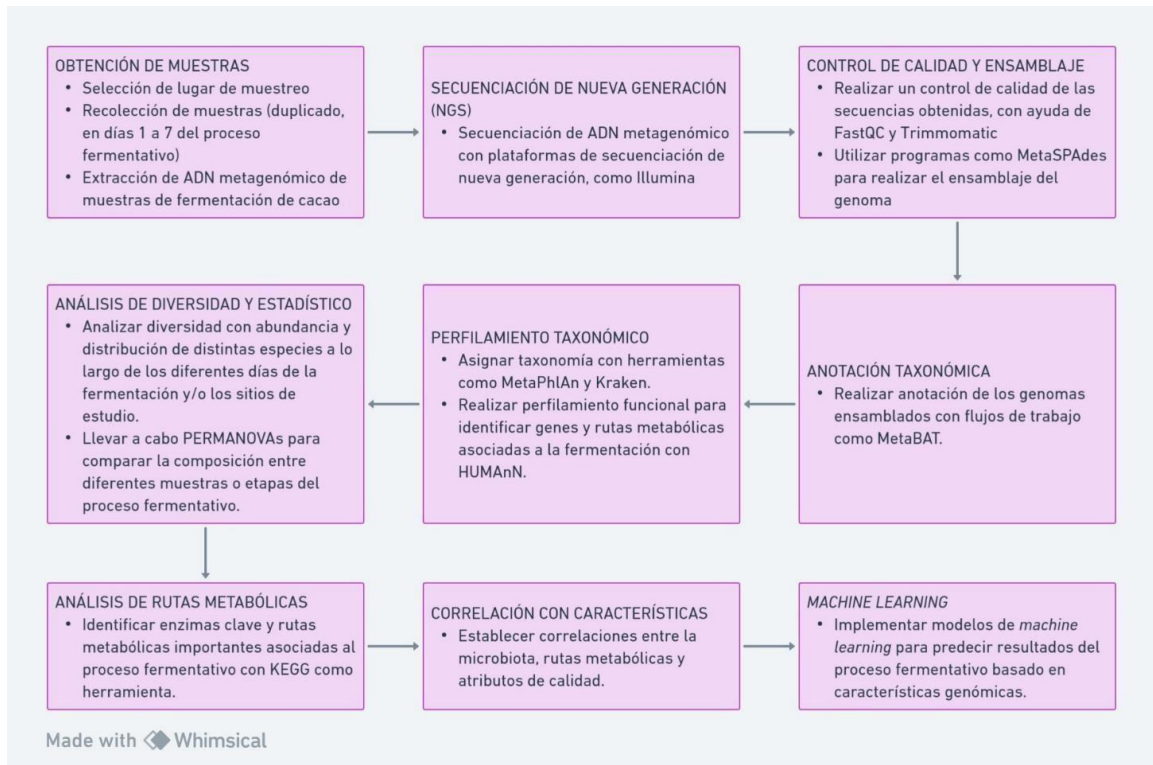 OBTENCIÓN DE MUESTRAS
• Selección de lugar de muestreo
• Recolección de muestras (duplicado,
en días 1 a 7 del proceso
fermentativo)
• Extracción de ADN metagenómico de
muestras de fermentación de cacao
SECUENCIACIÓN DE NUEVA GENERACIÓN
(NGS)
• Secuenciación de ADN metagenómico
con plataformas de secuenciación de
nueva generación, como Illumina
CONTROL DE CALIDAD Y ENSAMBLAJE
• Realizar un control de calidad de las
secuencias obtenidas, con ayuda de
FastQC y Trimmomatic
• Utilizar programas como MetaSPAdes
para realizar el ensamblaje del
genoma
ANOTACIÓN TAXONÓMICA
• Realizar anotación de los genomas
ensamblados con flujos de trabajo
como MetaBAT.
PERFILAMIENTO TAXONÓMICO
• Asignar taxonomía con herramientas
como MetaPhlAn y Kraken.
• Realizar perfilamiento funcional para
identificar genes y rutas metabólicas
asociadas a la fermentación con
HUMAnN.
ANÁLISIS DE DIVERSIDAD Y ESTADÍSTICO
• Analizar diversidad con abundancia y
distribución de distintas especies a lo
largo de los diferentes días de la
fermentación y/o los sitios de
estudio.
• Llevar a cabo PERMANOVAs para
comparar la composición entre
diferentes muestras o etapas del
proceso fermentativo.
ANÁLISIS DE RUTAS METABÓLICAS
• Identificar enzimas clave y rutas
metabólicas importantes asociadas al
proceso fermentativo con KEGG como
herramienta.
CORRELACIÓN CON CARACTERÍSTICAS
• Establecer correlaciones entre la
microbiota, rutas metabólicas y
atributos de calidad.
MACHINE LEARNING
• Implementar modelos de machine
learning para predecir resultados del
proceso fermentativo basado en
características genómicas.
Made with Whimsical